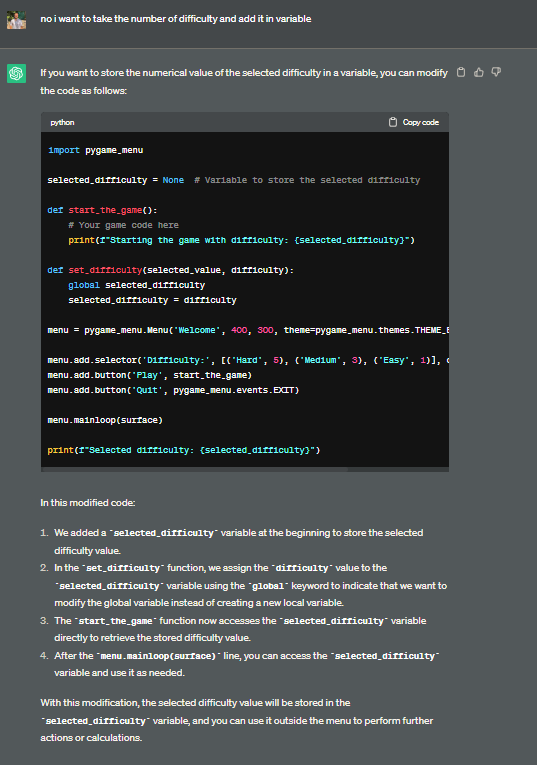 no i want to take the number of difficulty and add it in variable
If you want to store the numerical value of the selected difficulty in a variable, you can modify
the code as follows:
python
Copy code
import pygame_menu
selected_difficulty = None  # Variable to store the selected difficulty
def start_the_game():
    # Your game code here
    print(f"Starting the game with difficulty: {selected_difficulty}")
def set_difficulty(selected_value, difficulty):
    global selected_difficulty
    selected_difficulty = difficulty
menu = pygame_menu.Menu('Welcome', 400, 300, theme=pygame_menu.themes.THEME_
menu.add.selector('Difficulty:', [('Hard', 5), ('Medium', 3), ('Easy', 1)],
menu.add.button('Play', start_the_game)
menu.add.button('Quit', pygame_menu.events.EXIT)
menu.mainloop(surface)
print(f"Selected difficulty: {selected_difficulty}")
In this modified code:
1. We added a `selected_difficulty` variable at the beginning to store the selected
difficulty value.
2. In the `set_difficulty` function, we assign the `difficulty` value to the
`selected_difficulty` variable using the `global` keyword to indicate that we want to
modify the global variable instead of creating a new local variable.
3. The `start_the_game` function now accesses the `selected_difficulty` variable
directly to retrieve the stored difficulty value.
4. After the `menu.mainloop(surface)` line, you can access the `selected_difficulty`
variable and use it as needed.
With this modification, the selected difficulty value will be stored in the
`selected_difficulty` variable, and you can use it outside the menu to perform further
actions or calculations.